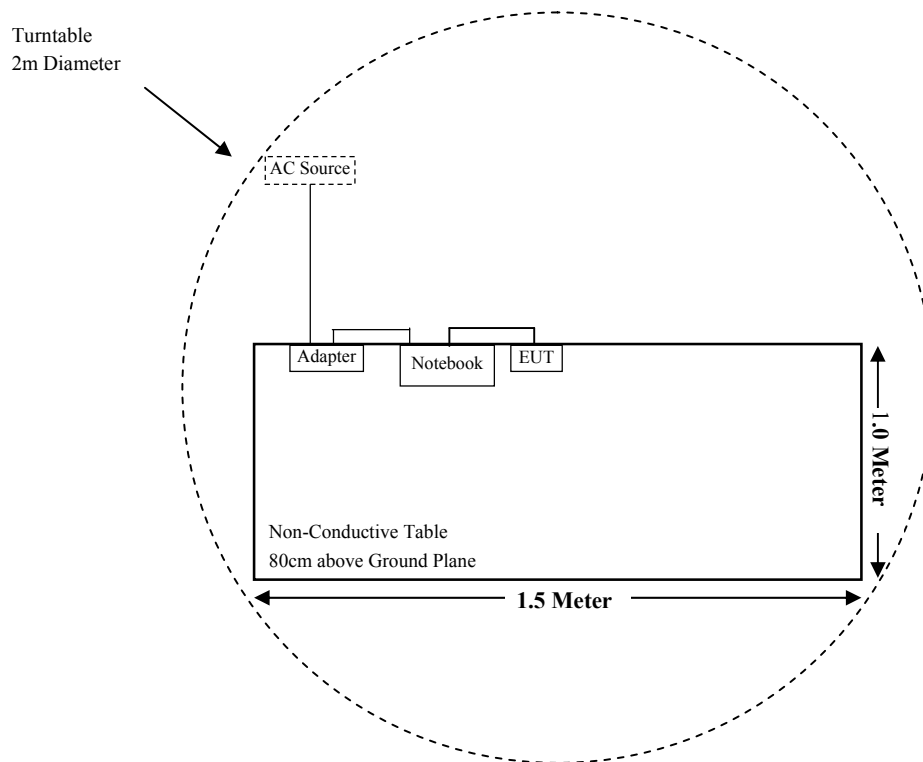 Turntable
2m Diameter
AC Source
Adapter
Notebook
EUT
1.0 Meter
Non-Conductive Table
80cm above Ground Plane
1.5 Meter